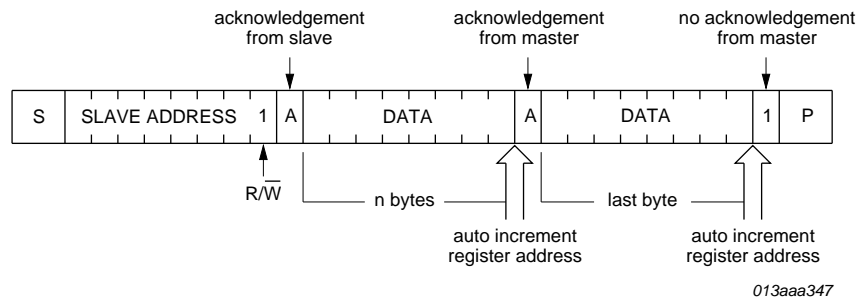 acknowledgement
from slave
acknowledgement
from master
no acknowledgement
from master
S SLAVE ADDRESS 1 A DATA A DATA 1 P
R/W̅
n bytes
last byte
auto increment
register address
auto increment
register address
013aaa347